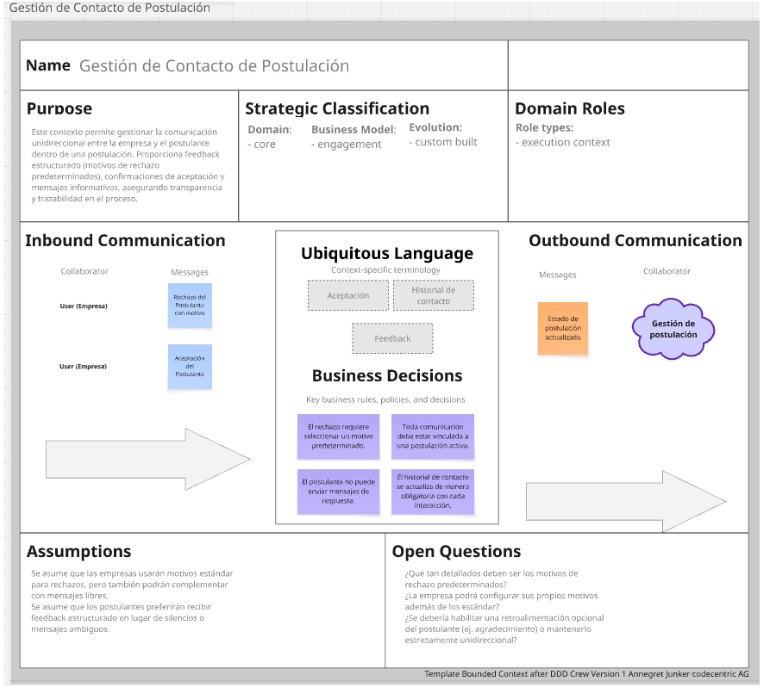 Gestión de Contacto de Postulación
Name Gestión de Contacto de Postulación
Purpose
Este contexto permite gestionar la comunicación
unidireccional entre la empresa y el postulante
dentro de una postulación. Proporciona feedback
estructurado (motivos de rechazo
predeterminados), confirmaciones de aceptación y
mensajes informativos, asegurando transparencia
y trazabilidad en el proceso.
Strategic Classification
Domain:
- core
Business Model:
- engagement
Evolution:
- custom built
Domain Roles
Role types:
- execution context
Inbound Communication
Collaborator
Messages
User (Empresa)
Rechazo del
Postulante
con motivo
User (Empresa)
Aceptación
del
Postulante
Ubiquitous Language
Context-specific terminology
Aceptación
Historial de
contacto
Feedback
Business Decisions
Key business rules, policies, and decisions
El rechazo requiere
seleccionar un motivo
predeterminado.
Toda comunicación
debe estar vinculada a
una postulación activa.
El postulante no puede
enviar mensajes de
respuesta.
El historial de contacto
se actualiza de manera
obligatoria con cada
interacción.
Outbound Communication
Messages
Collaborator
Estado de
postulación
actualizado
Gestión de
postulación
Assumptions
Se asume que las empresas usarán motivos estándar
para rechazos, pero también podrán complementar
con mensajes libres.
Se asume que los postulantes preferirán recibir
feedback estructurado en lugar de silencios o
mensajes ambiguos.
Open Questions
¿Qué tan detallados deben ser los motivos de
rechazo predeterminados?
¿La empresa podrá configurar sus propios motivos
además de los estándar?
¿Se debería habilitar una retroalimentación opcional
del postulante (ej. agradecimiento) o mantenerlo
estrictamente unidireccional?
Template Bounded Context after DDD Crew Version 1 Annegret Junker codecentric AG